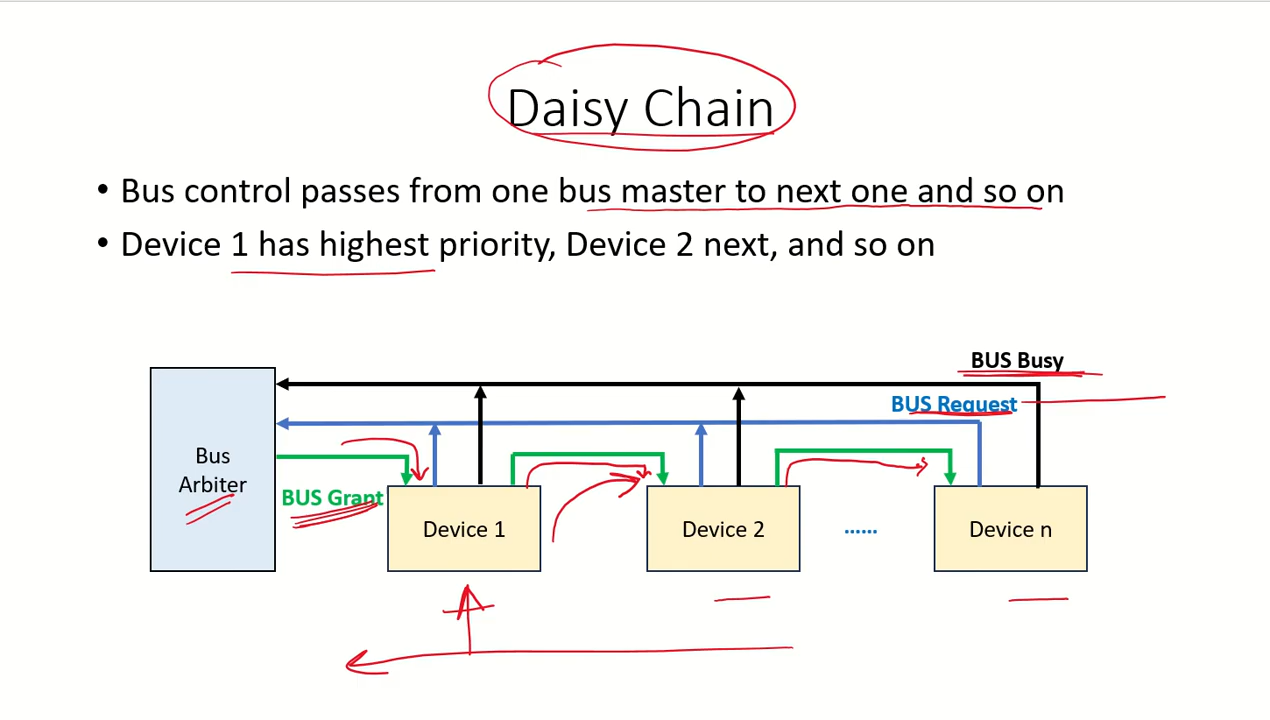 Daisy Chain
• Bus control passes from one bus master to next one and so on
• Device 1 has highest priority, Device 2 next, and so on
BUS Busy
BUS Request
Bus
Arbiter
BUS Grant
Device 1
Device 2
......
Device n